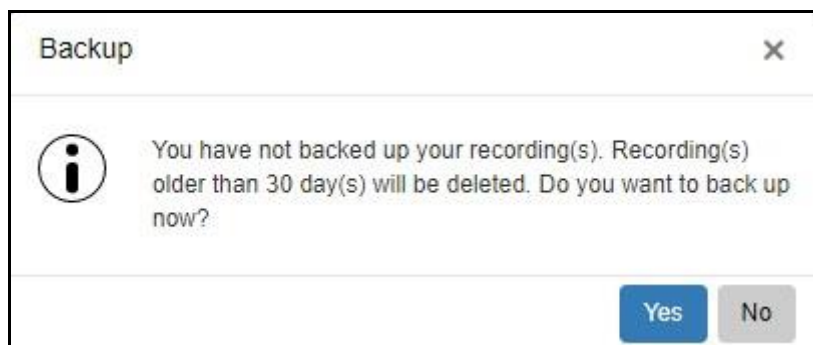 Backup
You have not backed up your recording(s). Recording(s)
older than 30 day(s) will be deleted. Do you want to back up
now?
Yes No